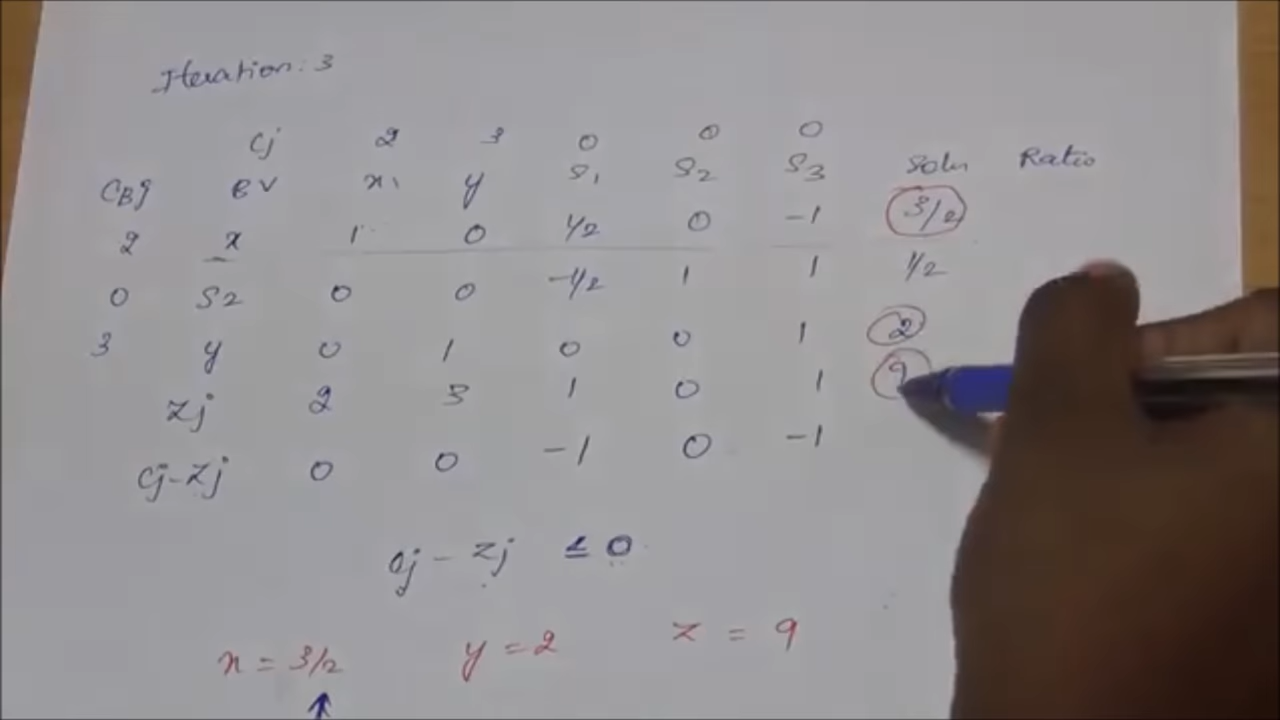 Iteration: 3
Cj 2 3 0 0 0
CBj BV x1 y S1 S2 S3 Soln Ratio
2 x 1 0 1/2 0 -1 3/2
0 S2 0 0 -1/2 1 1 1/2
3 y 0 1 0 0 1 2
Zj 2 3 1 0 1 9
Cj-Zj 0 0 -1 0 -1
Cj - Zj ≤ 0
x = 3/2 y = 2 z = 9